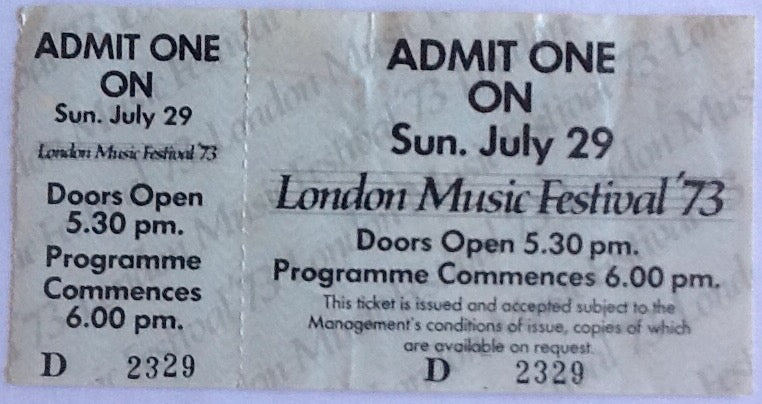 ADMIT ONE
ON
Sun. July 29
London Music Festival '73
Doors Open
5.30 pm.
Programme
Commences
6.00 pm.
D 2329
ADMIT ONE
ON
Sun. July 29
London Music Festival '73
Doors Open 5.30 pm.
Programme Commences 6.00 pm.
This ticket is issued and accepted subject to the
Management's conditions of issue, copies of which
are available on request.
D 2329